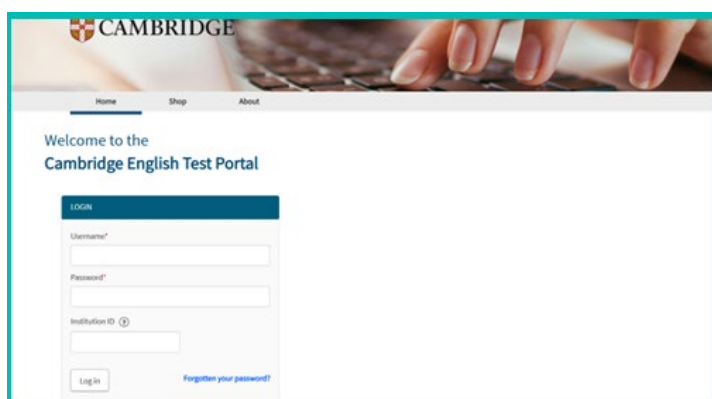 CAMBRIDGE
Home Shop About
Welcome to the
Cambridge English Test Portal
LOGIN
Username*
Password*
Institution ID ?
Log in Forgotten your password?